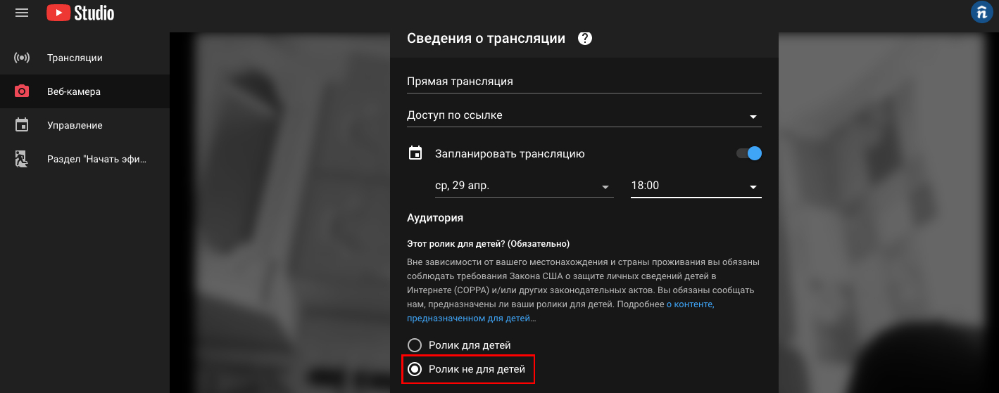 Studio
Сведения о трансляции
Трансляции
Веб-камера
Управление
Раздел "Начать эфи...
Прямая трансляция
Доступ по ссылке
Запланировать трансляцию
ср, 29 апр. 18:00
Аудитория
Этот ролик для детей? (Обязательно)
Вне зависимости от вашего местонахождения и страны проживания вы обязаны
соблюдать требования Закона США о защите личных сведений детей в
Интернете (COPPA) и/или других законодательных актов. Вы обязаны сообщать
нам, предназначены ли ваши ролики для детей. Подробнее о контенте,
предназначенном для детей...
Ролик для детей
Ролик не для детей